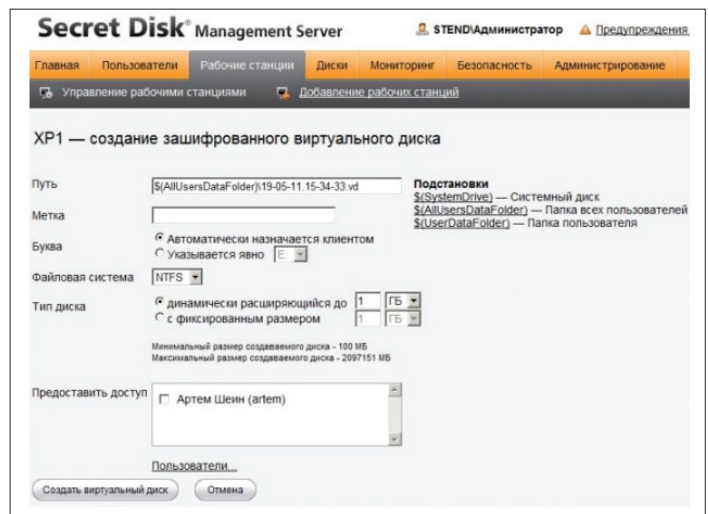 Secret Disk® Management Server
STEND\Администратор
Предупреждения
Главная Пользователи Рабочие станции Диски Мониторинг Безопасность Администрирование
Управление рабочими станциями Добавление рабочих станций
XP1 — создание зашифрованного виртуального диска
Путь $(AllUsersDataFolder)\19-05-11.15-34-33.vd
Подстановки
$(SystemDrive) — Системный диск
$(AllUsersDataFolder) — Папка всех пользователей
$(UserDataFolder) — Папка пользователя
Метка
Буква Автоматически назначается клиентом
Указывается явно E:
Файловая система NTFS
Тип диска динамически расширяющийся до 1 ГБ
с фиксированным размером 1 ГБ
Минимальный размер создаваемого диска - 100 МБ
Максимальный размер создаваемого диска - 2097151 МБ
Предоставить доступ Артем Шеин (artem)
Пользователи...
Создать виртуальный диск Отмена